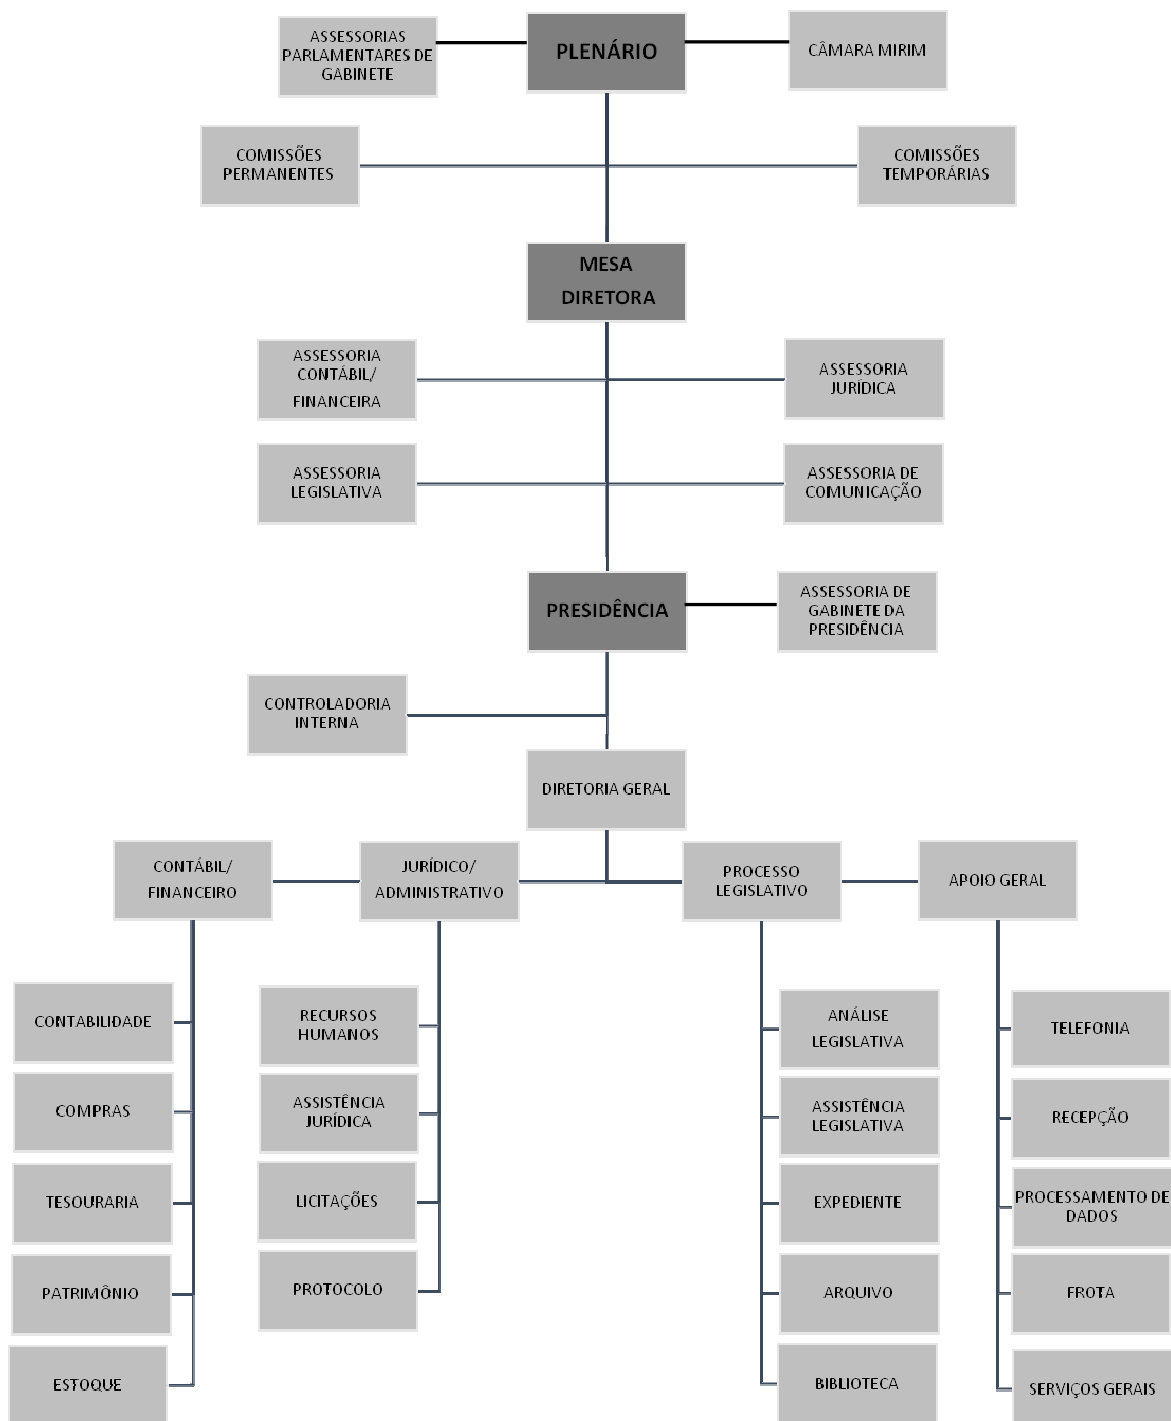 ASSESSORIAS
PARLAMENTARES DE
GABINETE
PLENÁRIO
CÂMARA MIRIM
COMISSÕES
PERMANENTES
COMISSÕES
TEMPORÁRIAS
MESA
DIRETORA
ASSESSORIA
CONTÁBIL/
FINANCEIRA
ASSESSORIA
JURÍDICA
ASSESSORIA
LEGISLATIVA
ASSESSORIA DE
COMUNICAÇÃO
PRESIDÊNCIA
ASSESSORIA DE
GABINETE DA
PRESIDÊNCIA
CONTROLADORIA
INTERNA
DIRETORIA GERAL
CONTÁBIL/
FINANCEIRO
JURÍDICO/
ADMINISTRATIVO
PROCESSO
LEGISLATIVO
APOIO GERAL
CONTABILIDADE
COMPRAS
TESOURARIA
PATRIMÔNIO
ESTOQUE
RECURSOS
HUMANOS
ASSISTÊNCIA
JURÍDICA
LICITAÇÕES
PROTOCOLO
ANÁLISE
LEGISLATIVA
ASSISTÊNCIA
LEGISLATIVA
EXPEDIENTE
ARQUIVO
BIBLIOTECA
TELEFONIA
RECEPÇÃO
PROCESSAMENTO DE
DADOS
FROTA
SERVIÇOS GERAIS